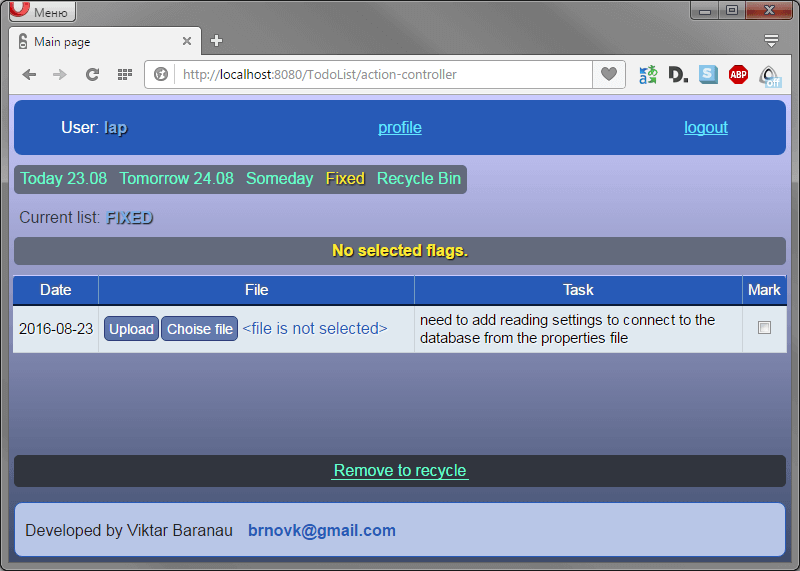 Меню
Main page
http://localhost:8080/TodoList/action-controller
D.
S
ABP
off
User: lap
profile
logout
Today 23.08 Tomorrow 24.08 Someday Fixed Recycle Bin
Current list: FIXED
No selected flags.
Date File Task Mark
2016-08-23 Upload Choise file <file is not selected>
need to add reading settings to connect to the
database from the properties file
Remove to recycle
Developed by Viktar Baranau brnovk@gmail.com